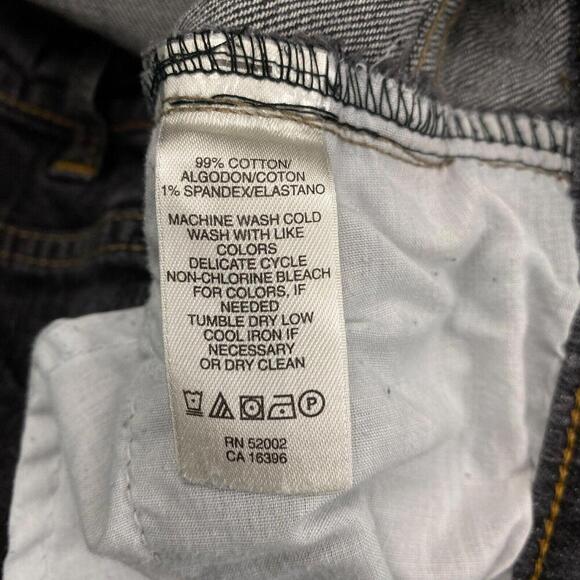 99% COTTON/
ALGODON/COTON
1% SPANDEX/ELASTANO
MACHINE WASH COLD
WASH WITH LIKE
COLORS
DELICATE CYCLE
NON-CHLORINE BLEACH
FOR COLORS, IF
NEEDED
TUMBLE DRY LOW
COOL IRON IF
NECESSARY
OR DRY CLEAN
P
RN 52002
CA 16396